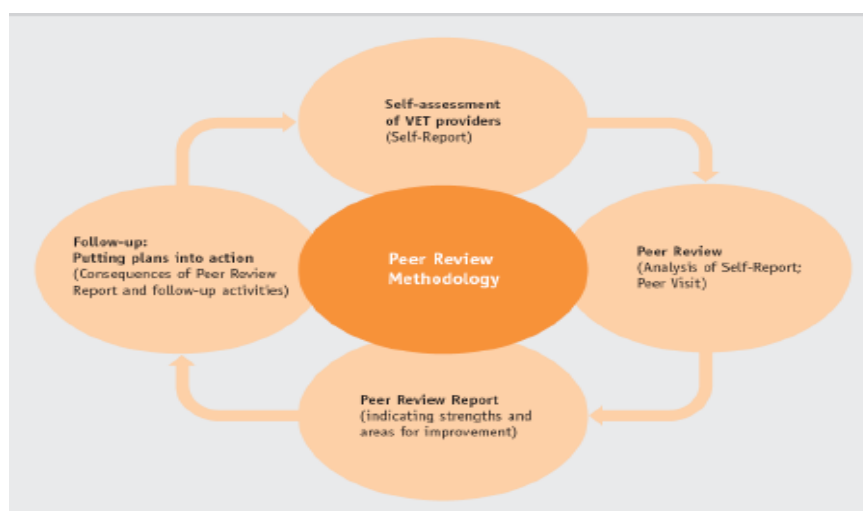 Self-assessment
of VET providers
(Self-Report)
Peer Review
(Analysis of Self-Report;
Peer Visit)
Peer Review Report
(indicating strengths and
areas for improvement)
Follow-up:
Putting plans into action
(Consequences of Peer Review
Report and follow-up activities)
Peer Review
Methodology